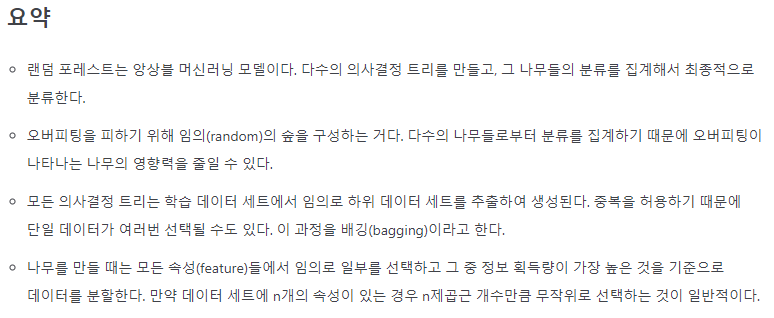 요약
랜덤 포레스트는 앙상블 머신러닝 모델이다. 다수의 의사결정 트리를 만들고, 그 나무들의 분류를 집계해서 최종적으로
분류한다.
오버피팅을 피하기 위해 임의(random)의 숲을 구성하는 거다. 다수의 나무들로부터 분류를 집계하기 때문에 오버피팅이
나타나는 나무의 영향력을 줄일 수 있다.
모든 의사결정 트리는 학습 데이터 세트에서 임의로 하위 데이터 세트를 추출하여 생성된다. 중복을 허용하기 때문에
단일 데이터가 여러번 선택될 수도 있다. 이 과정을 배깅(bagging)이라고 한다.
나무를 만들 때는 모든 속성(feature)들에서 임의로 일부를 선택하고 그 중 정보 획득량이 가장 높은 것을 기준으로
데이터를 분할한다. 만약 데이터 세트에 n개의 속성이 있는 경우 n제곱근 개수만큼 무작위로 선택하는 것이 일반적이다.